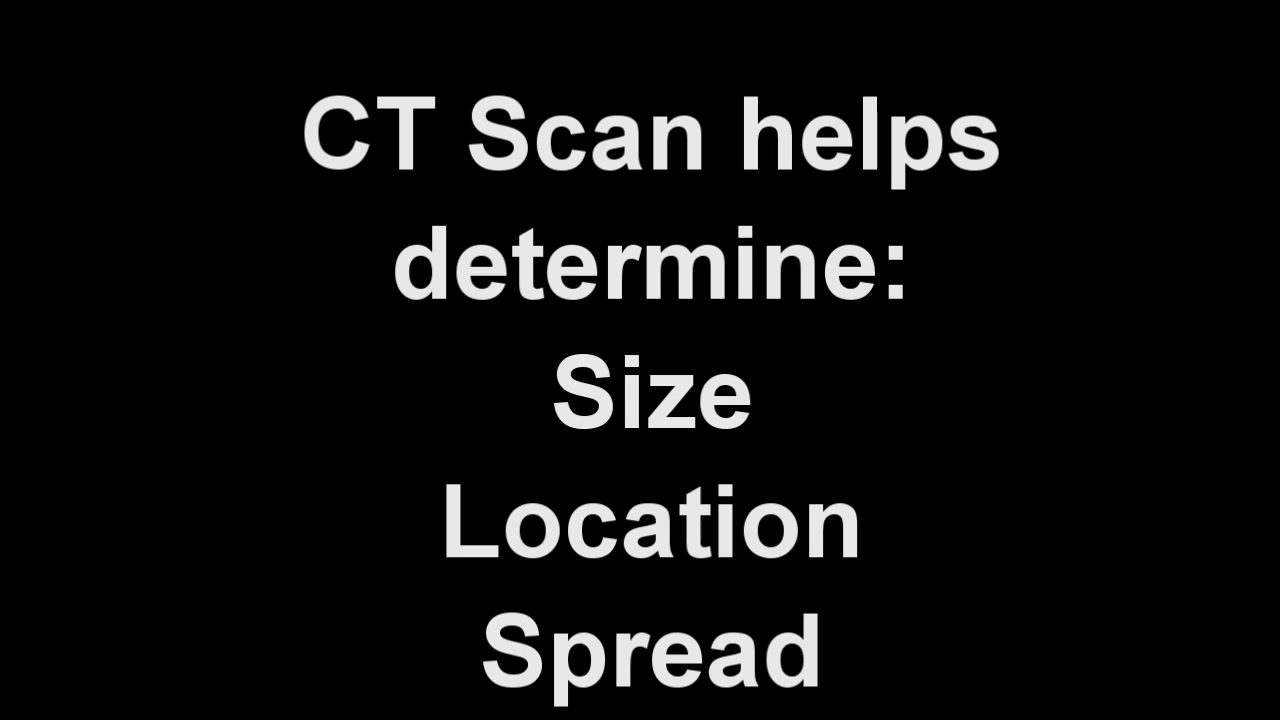 CT Scan helps
determine:
Size
Location
Spread